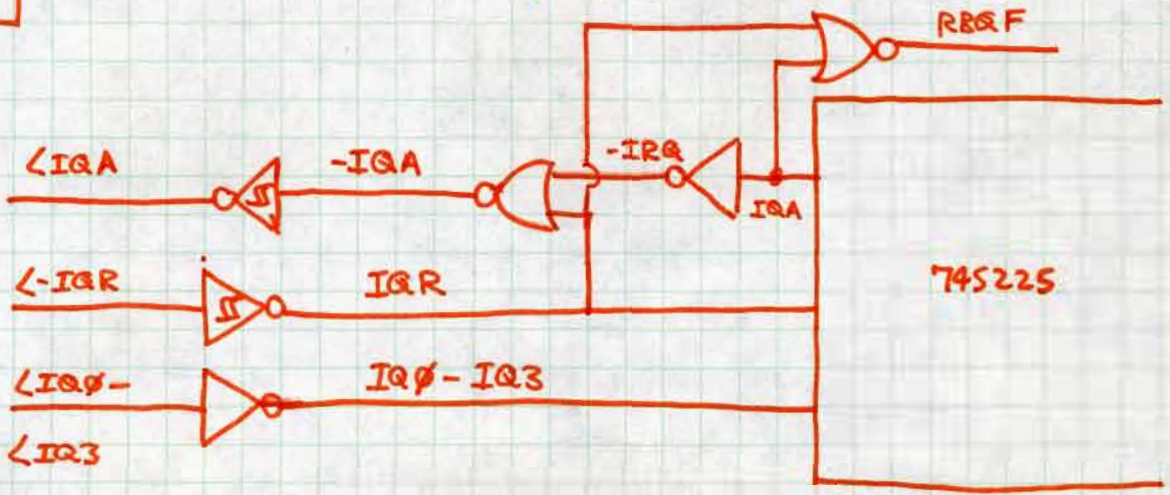 RBQF
<IQA
-IQA
-IRQ
IQA
<-IQR
IQR
74S225
<IQØ-
IQØ-IQ3
<IQ3